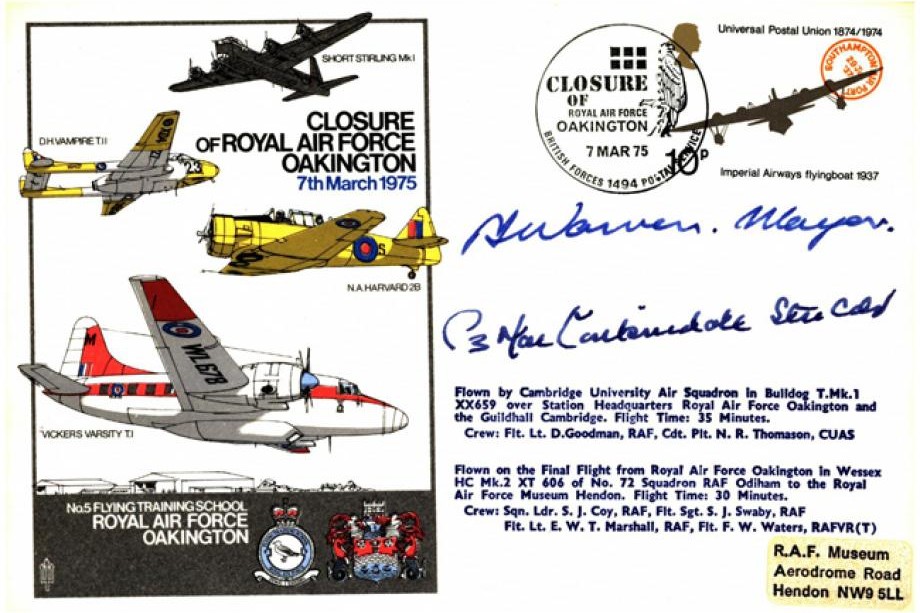 SHORT STIRLING Mk I
CLOSURE
OF ROYAL AIR FORCE
OAKINGTON
7th March 1975
D.H. VAMPIRE T.11
23
N.A. HARVARD 2B
S
M
WL678
VICKERS VARSITY T.1
No.5 FLYING TRAINING SCHOOL
ROYAL AIR FORCE
OAKINGTON
Universal Postal Union 1874/1974
SOUTHAMPTON
AIR PORT
CLOSURE
OF
ROYAL AIR FORCE
OAKINGTON
7 MAR 75
BRITISH FORCES 1494 POSTAL SERVICE
10p
Imperial Airways flyingboat 1937
Warren. Mayor.
Flown by Cambridge University Air Squadron in Bulldog T.Mk.1
XX659 over Station Headquarters Royal Air Force Oakington and
the Guildhall Cambridge. Flight Time: 35 Minutes.
Crew: Flt. Lt. D.Goodman, RAF, Cdt. Plt. N. R. Thomason, CUAS
Flown on the Final Flight from Royal Air Force Oakington in Wessex
HC Mk.2 XT 606 of No. 72 Squadron RAF Odiham to the Royal
Air Force Museum Hendon. Flight Time: 30 Minutes.
Crew: Sqn. Ldr. S. J. Coy, RAF, Flt. Sgt. S. J. Swaby, RAF
Flt. Lt. E. W. T. Marshall, RAF, Flt. F. W. Waters, RAFVR(T)
R.A.F. Museum
Aerodrome Road
Hendon NW9 5LL